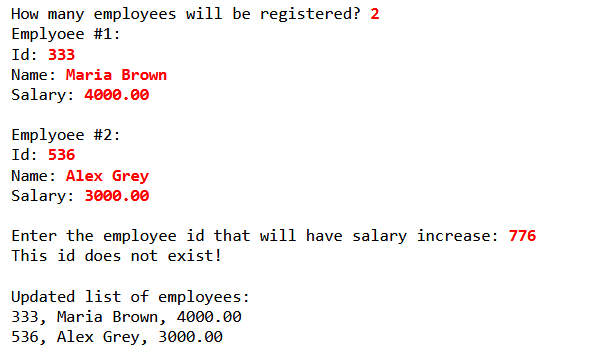 How many employees will be registered? 2
Emplyoee #1:
Id: 333
Name: Maria Brown
Salary: 4000.00
Emplyoee #2:
Id: 536
Name: Alex Grey
Salary: 3000.00
Enter the employee id that will have salary increase: 776
This id does not exist!
Updated list of employees:
333, Maria Brown, 4000.00
536, Alex Grey, 3000.00